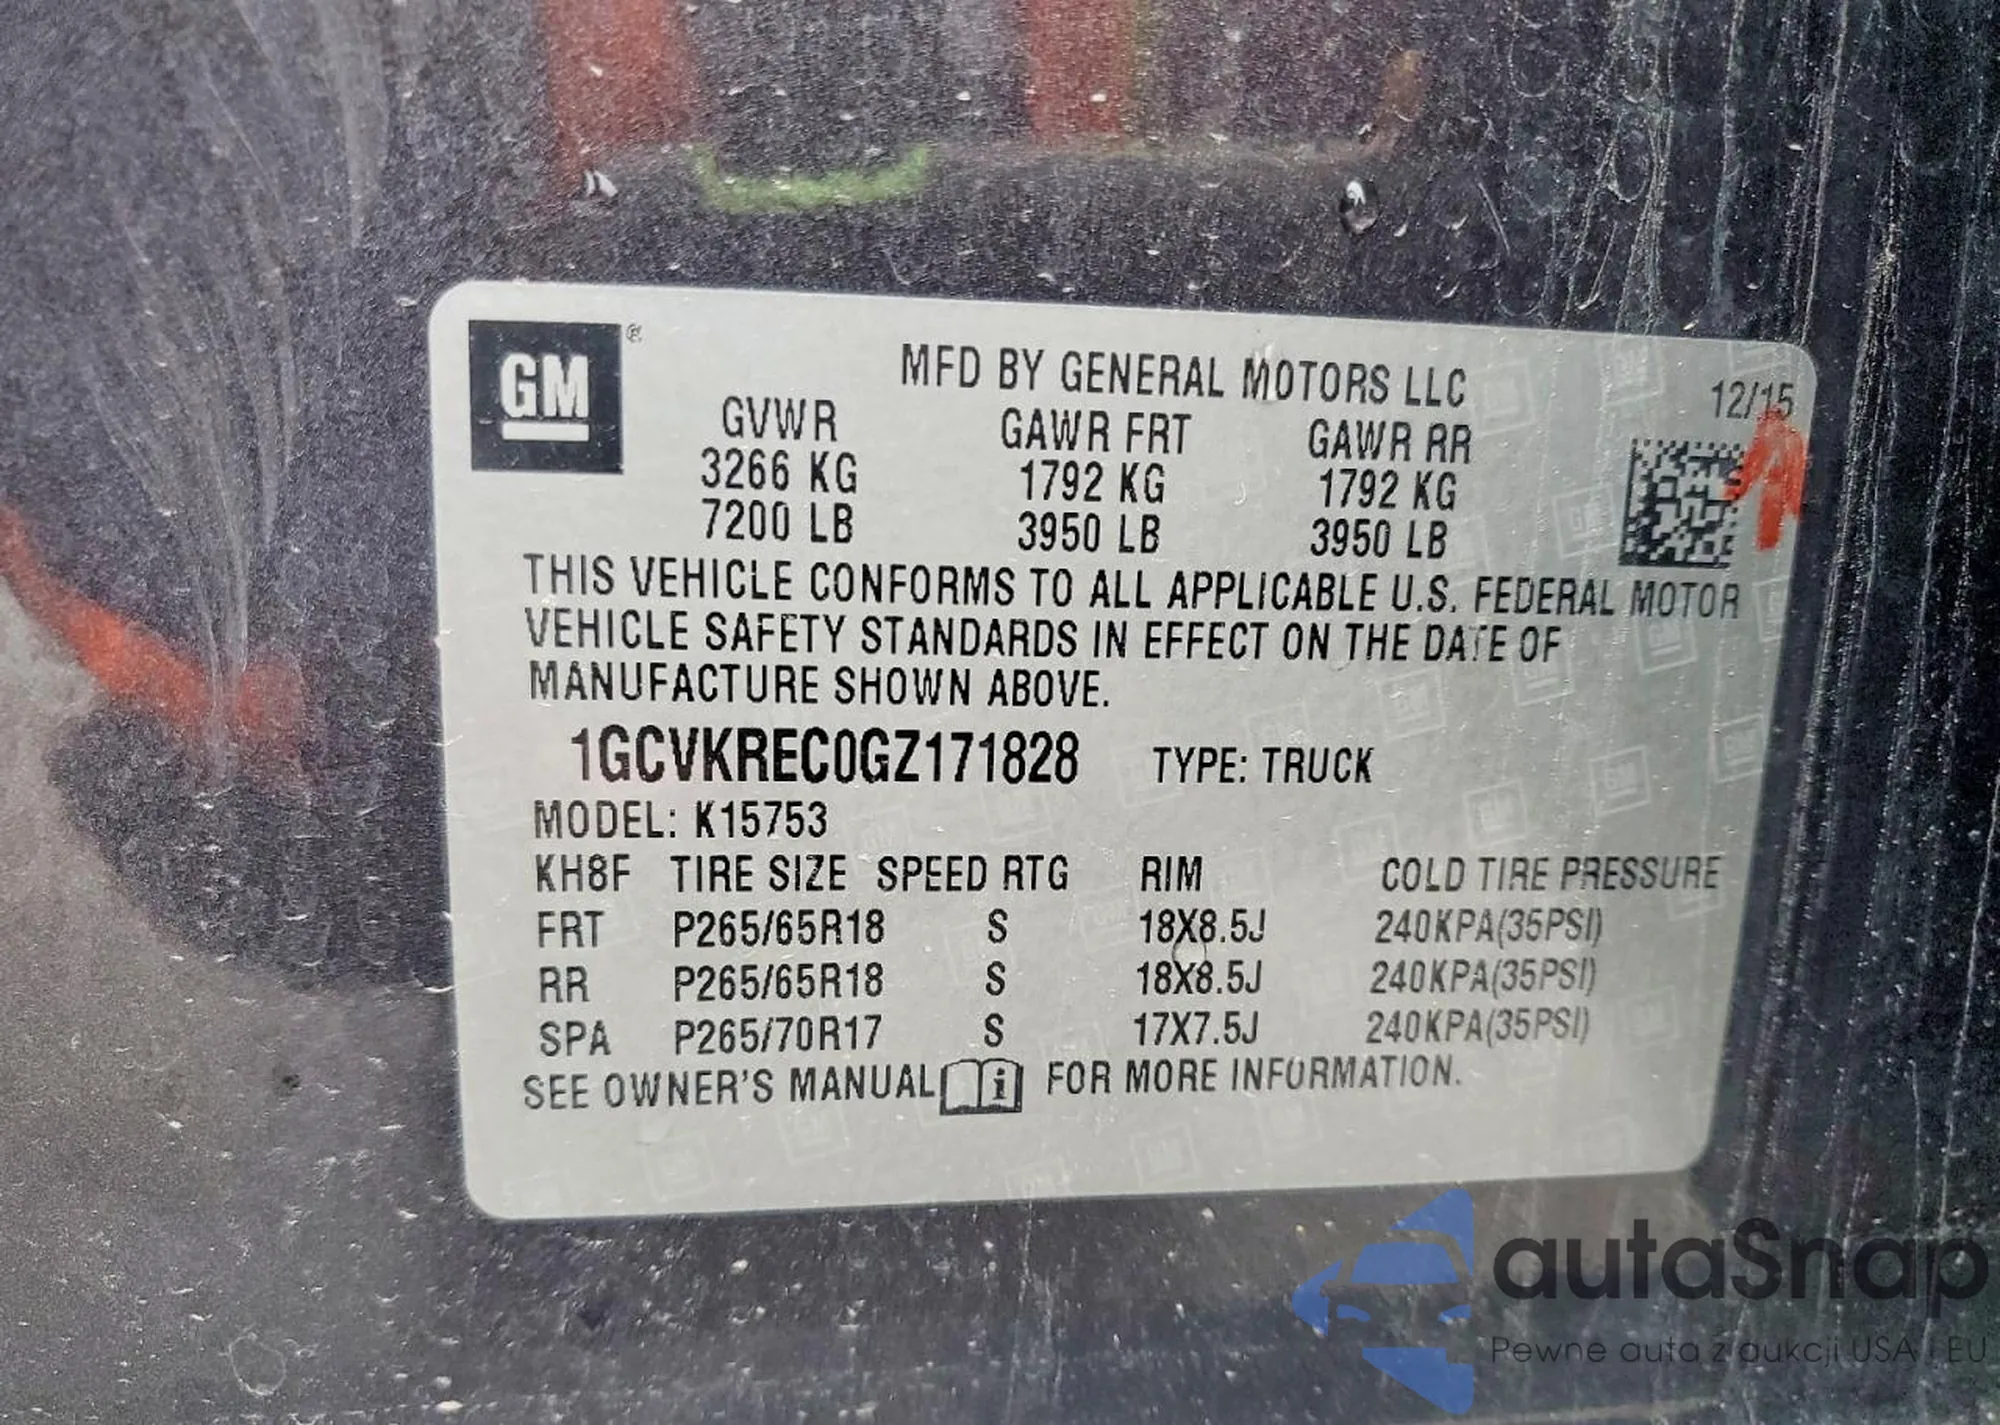 GM®
MFD BY GENERAL MOTORS LLC
12/15
GVWR GAWR FRT GAWR RR
3266 KG 1792 KG 1792 KG
7200 LB 3950 LB 3950 LB
THIS VEHICLE CONFORMS TO ALL APPLICABLE U.S. FEDERAL MOTOR
VEHICLE SAFETY STANDARDS IN EFFECT ON THE DATE OF
MANUFACTURE SHOWN ABOVE.
1GCVKREC0GZ171828 TYPE: TRUCK
MODEL: K15753
KH8F TIRE SIZE SPEED RTG RIM COLD TIRE PRESSURE
FRT P265/65R18 S 18X8.5J 240KPA(35PSI)
RR P265/65R18 S 18X8.5J 240KPA(35PSI)
SPA P265/70R17 S 17X7.5J 240KPA(35PSI)
SEE OWNER'S MANUAL i FOR MORE INFORMATION.
autaSnap
Pewne auta z aukcji USA i EU